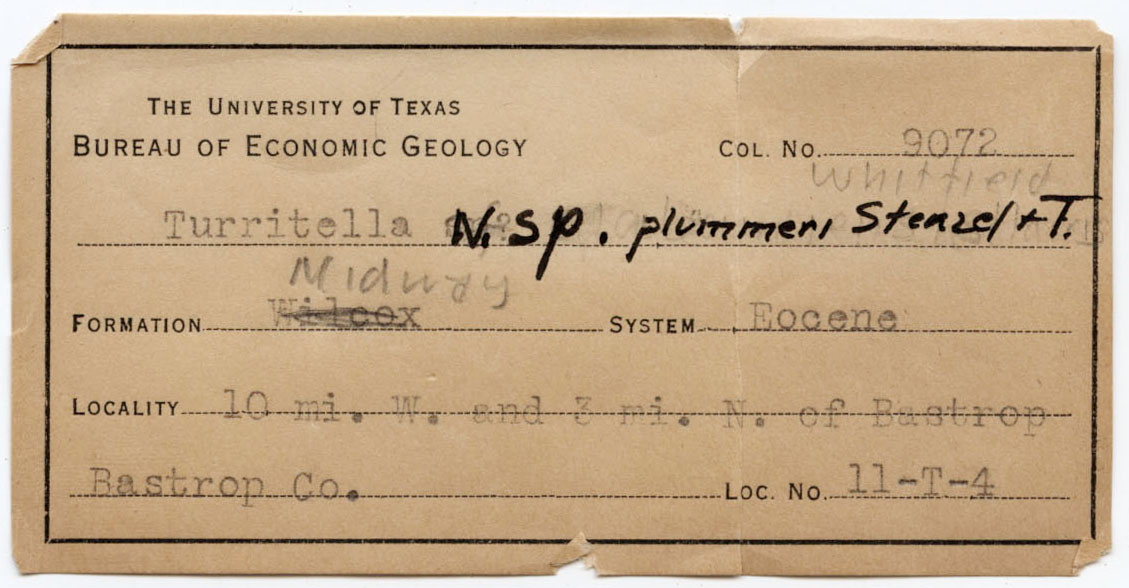 THE UNIVERSITY OF TEXAS
BUREAU OF ECONOMIC GEOLOGY
COL. NO. 9072
Whitfield
Turritella N. sp. plummeri Stenzel + T.
Midway
FORMATION Wilcox SYSTEM Eocene
LOCALITY 10 mi. W. and 3 mi. N. of Bastrop
Bastrop Co. LOC. NO. 11-T-4